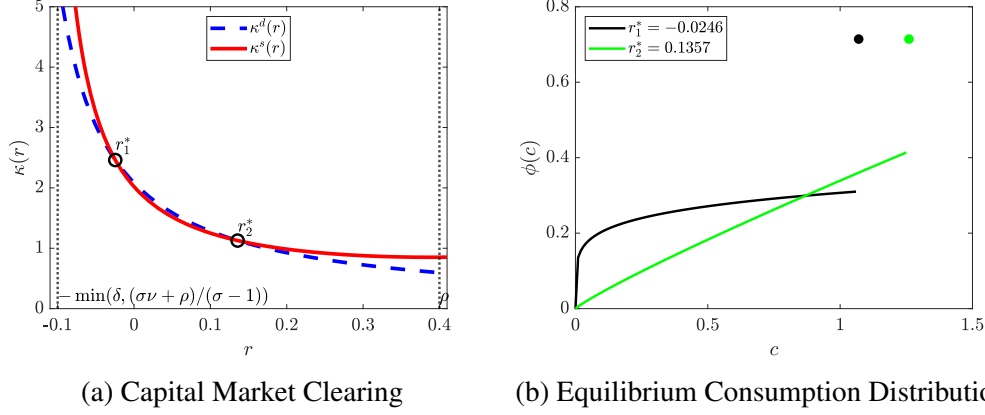 5
4
3
2
1
0
κ(r)
κ^d(r)
κ^s(r)
r_1^*
r_2^*
− min(δ, (σν + ρ)/(σ − 1))
ρ
-0.1
0
0.1
0.2
0.3
0.4
r
(a) Capital Market Clearing
0.8
0.6
0.4
0.2
0
ϕ(c)
r_1^* = −0.0246
r_2^* = 0.1357
0
0.5
1
1.5
c
(b) Equilibrium Consumption Distributio